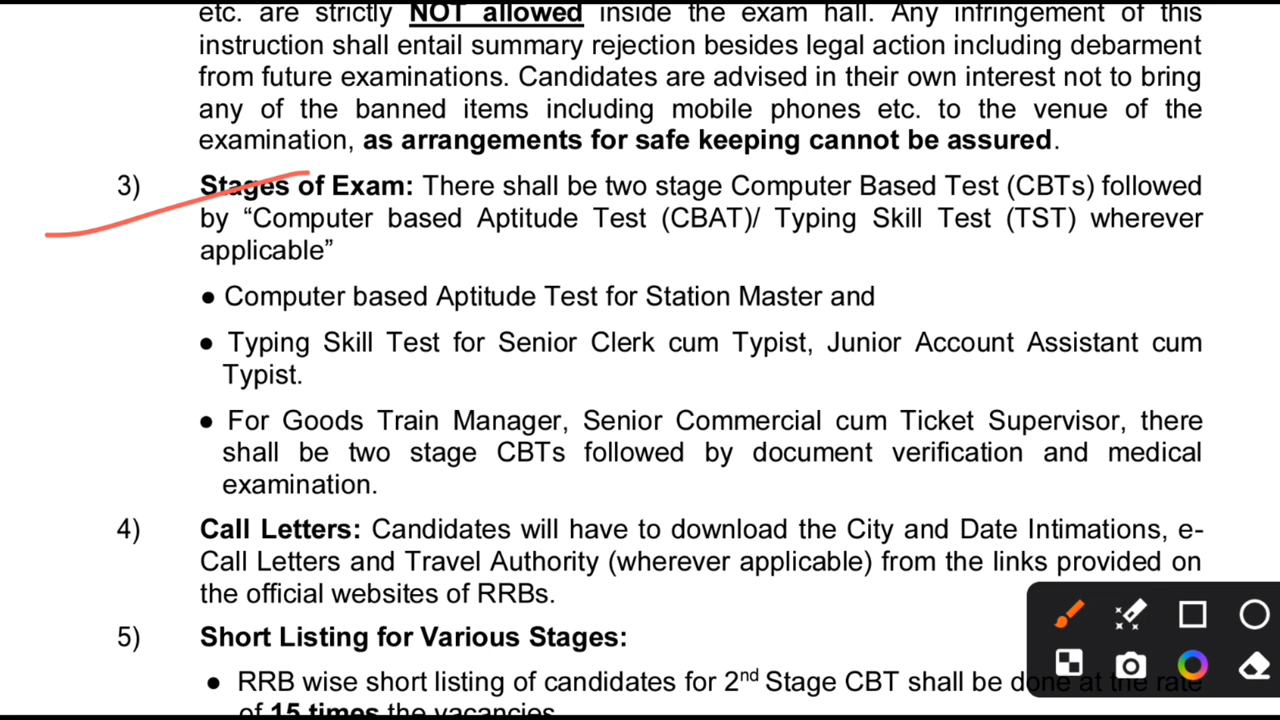 etc. are strictly NOT allowed inside the exam hall. Any infringement of this
instruction shall entail summary rejection besides legal action including debarment
from future examinations. Candidates are advised in their own interest not to bring
any of the banned items including mobile phones etc. to the venue of the
examination, as arrangements for safe keeping cannot be assured.
3) Stages of Exam: There shall be two stage Computer Based Test (CBTs) followed
by “Computer based Aptitude Test (CBAT)/ Typing Skill Test (TST) wherever
applicable”
● Computer based Aptitude Test for Station Master and
● Typing Skill Test for Senior Clerk cum Typist, Junior Account Assistant cum
Typist.
● For Goods Train Manager, Senior Commercial cum Ticket Supervisor, there
shall be two stage CBTs followed by document verification and medical
examination.
4) Call Letters: Candidates will have to download the City and Date Intimations, e-
Call Letters and Travel Authority (wherever applicable) from the links provided on
the official websites of RRBs.
5) Short Listing for Various Stages:
● RRB wise short listing of candidates for 2nd Stage CBT shall be done at the rate
of 15 times the vacancies